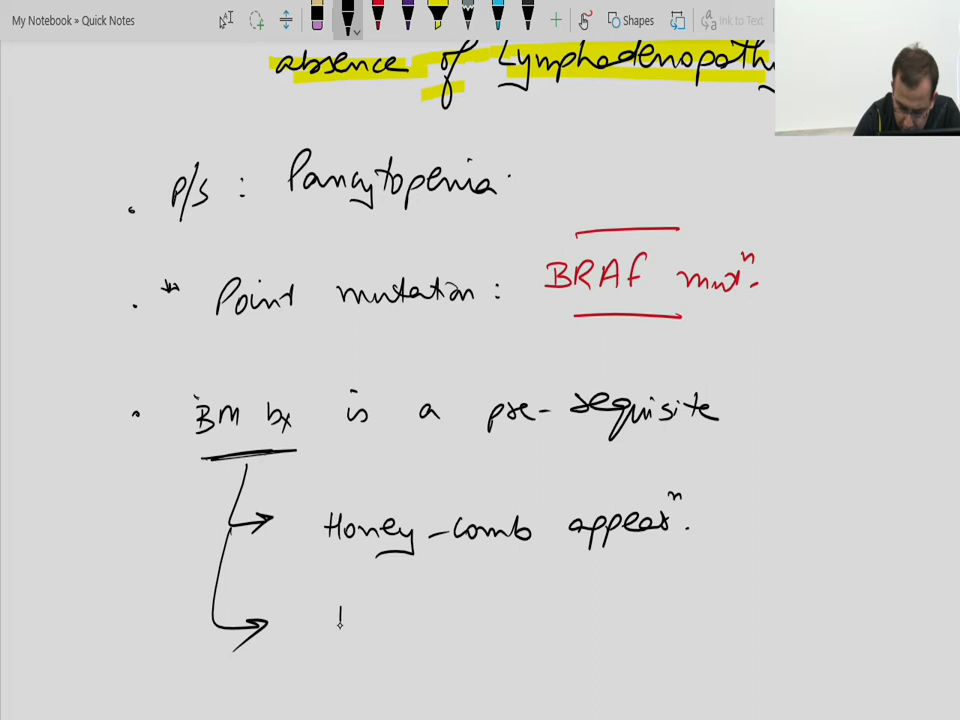 My Notebook » Quick Notes
Shapes
Ink to Text
absence of Lymphadenopath
. P/S : Pancytopenia.
. * Point mutation : BRAf mutⁿ.
. BM bx is a pre-requisite
Honey-comb appearⁿ.